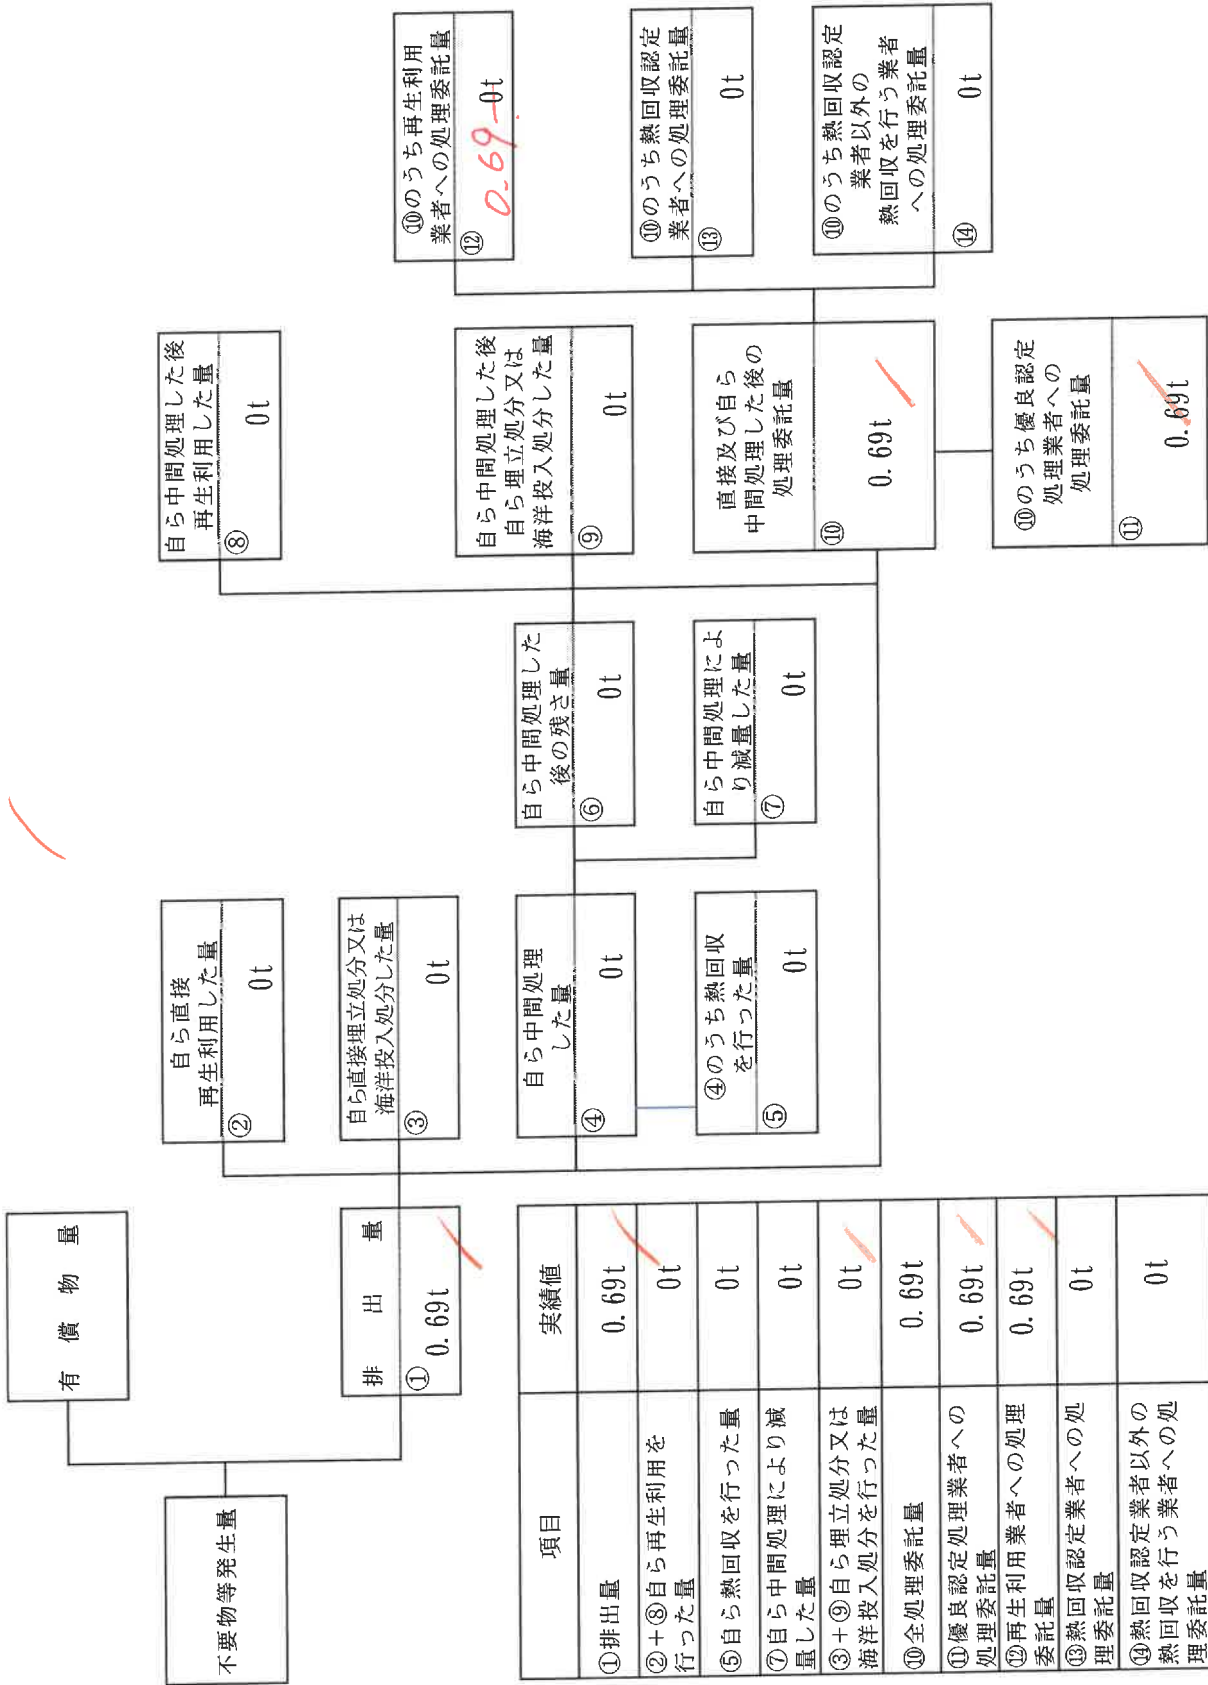 不要物等発生量
有償物量
排出量
① 0.69t
自ら直接
再生利用した量
② 0t
自ら直接埋立処分又は
海洋投入処分した量
③ 0t
自ら中間処理
した量
④ 0t
④のうち熱回収
を行った量
⑤ 0t
自ら中間処理した
後の残さ量
⑥ 0t
自ら中間処理によ
り減量した量
⑦ 0t
自ら中間処理した後
再生利用した量
⑧ 0t
自ら中間処理した後
自ら埋立処分又は
海洋投入処分した量
⑨ 0t
直接及び自ら
中間処理した後の
処理委託量
⑩ 0.69t
⑩のうち優良認定
処理業者への
処理委託量
⑪ 0.69t
⑩のうち再生利用
業者への処理委託量
⑫ 0.69 0t
⑩のうち熱回収認定
業者への処理委託量
⑬ 0t
⑩のうち熱回収認定
業者以外の
熱回収を行う業者
への処理委託量
⑭ 0t
項目 実績値
①排出量 0.69t
②+⑧自ら再生利用を
行った量 0t
⑤自ら熱回収を行った量 0t
⑦自ら中間処理により減
量した量 0t
③+⑨自ら埋立処分又は
海洋投入処分を行った量 0t
⑩全処理委託量 0.69t
⑪優良認定処理業者への
処理委託量 0.69t
⑫再生利用業者への処理
委託量 0.69t
⑬熱回収認定業者への処
理委託量 0t
⑭熱回収認定業者以外の
熱回収を行う業者への処
理委託量 0t